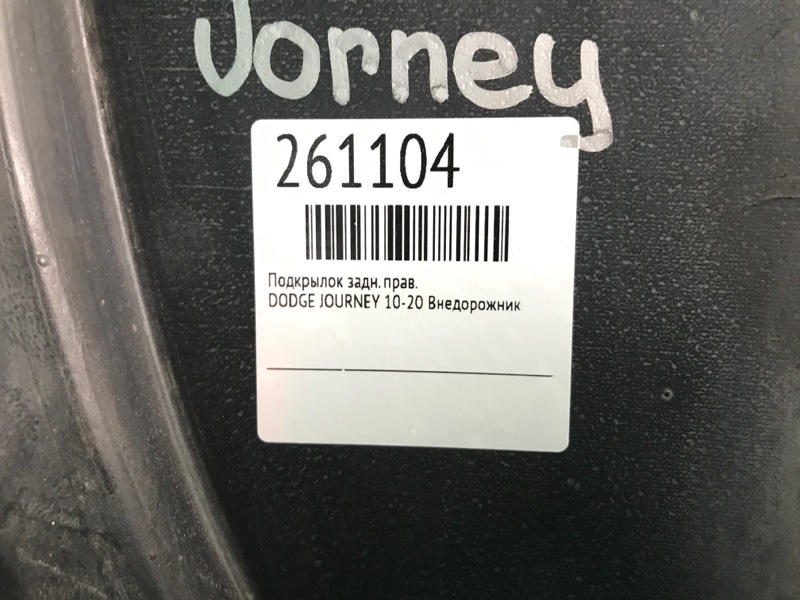 Jorney
261104
Подкрылок задн. прав.
DODGE JOURNEY 10-20 Внедорожник